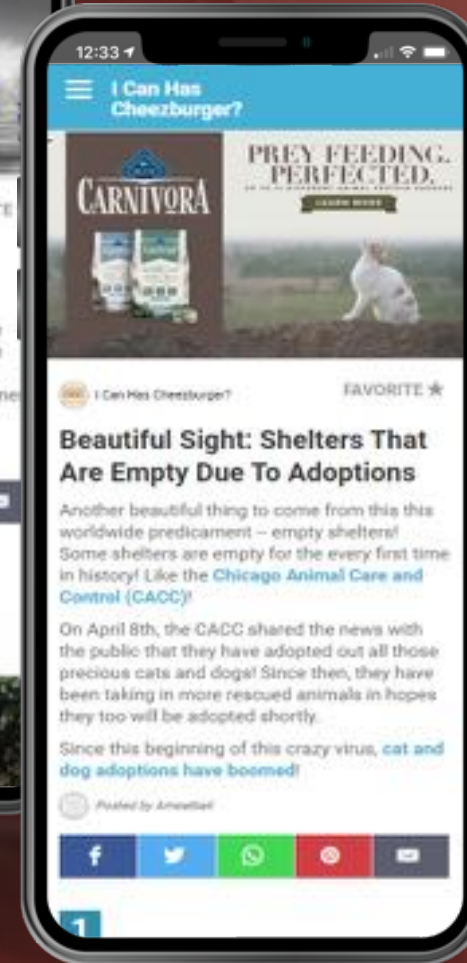 12:33
I Can Has
Cheezburger?
BLUE
CARNIVORA
PREY FEEDING.
PERFECTED.
LEARN MORE
I Can Has Cheezburger?
FAVORITE ★
Beautiful Sight: Shelters That
Are Empty Due To Adoptions
Another beautiful thing to come from this this
worldwide predicament – empty shelters!
Some shelters are empty for the every first time
in history! Like the Chicago Animal Care and
Control (CACC)!
On April 8th, the CACC shared the news with
the public that they have adopted out all those
precious cats and dogs! Since then, they have
been taking in more rescued animals in hopes
they too will be adopted shortly.
Since this beginning of this crazy virus, cat and
dog adoptions have boomed!
Posted by
1